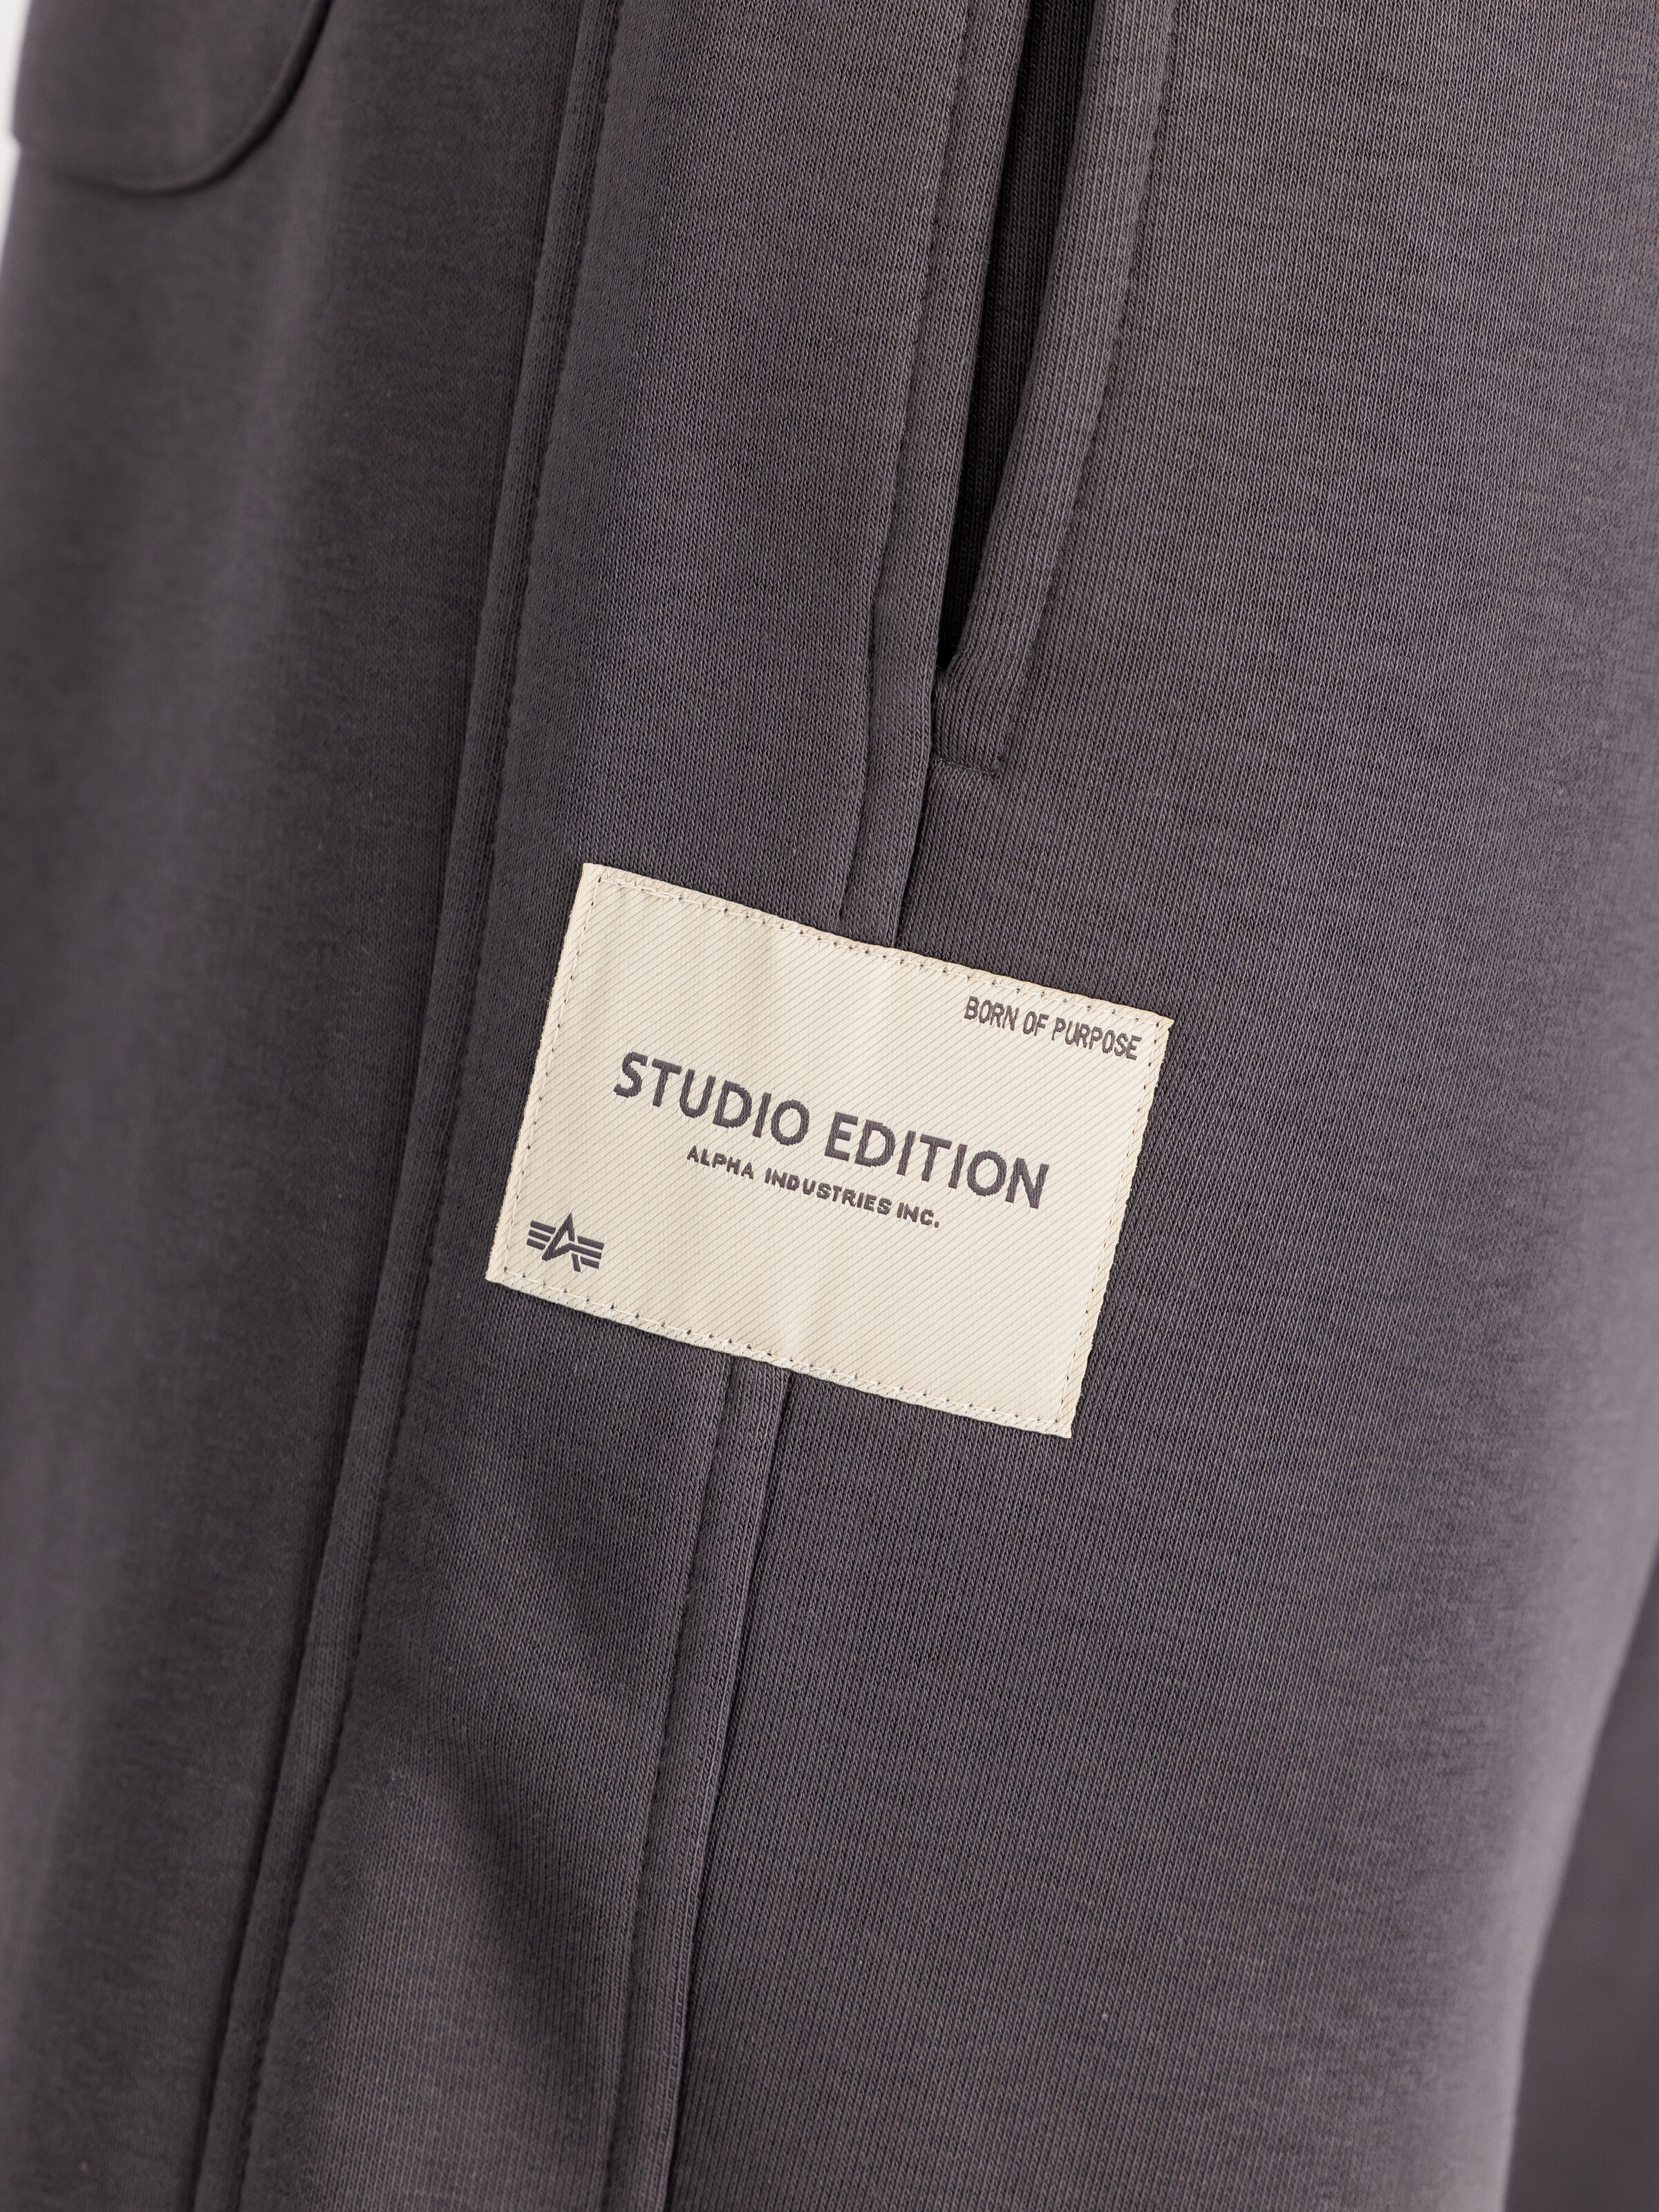 BORN OF PURPOSE
STUDIO EDITION
ALPHA INDUSTRIES INC.